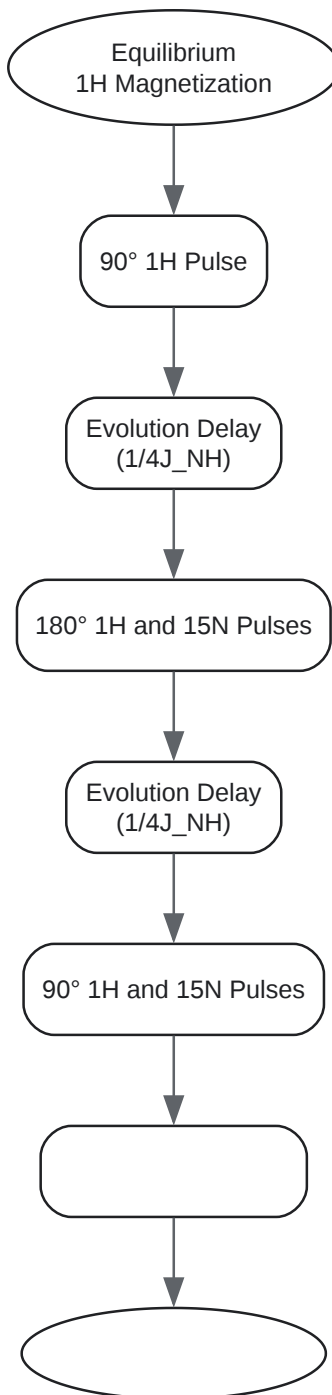 Equilibrium
1H Magnetization
90° 1H Pulse
Evolution Delay
(1/4J_NH)
180° 1H and 15N Pulses
Evolution Delay
(1/4J_NH)
90° 1H and 15N Pulses